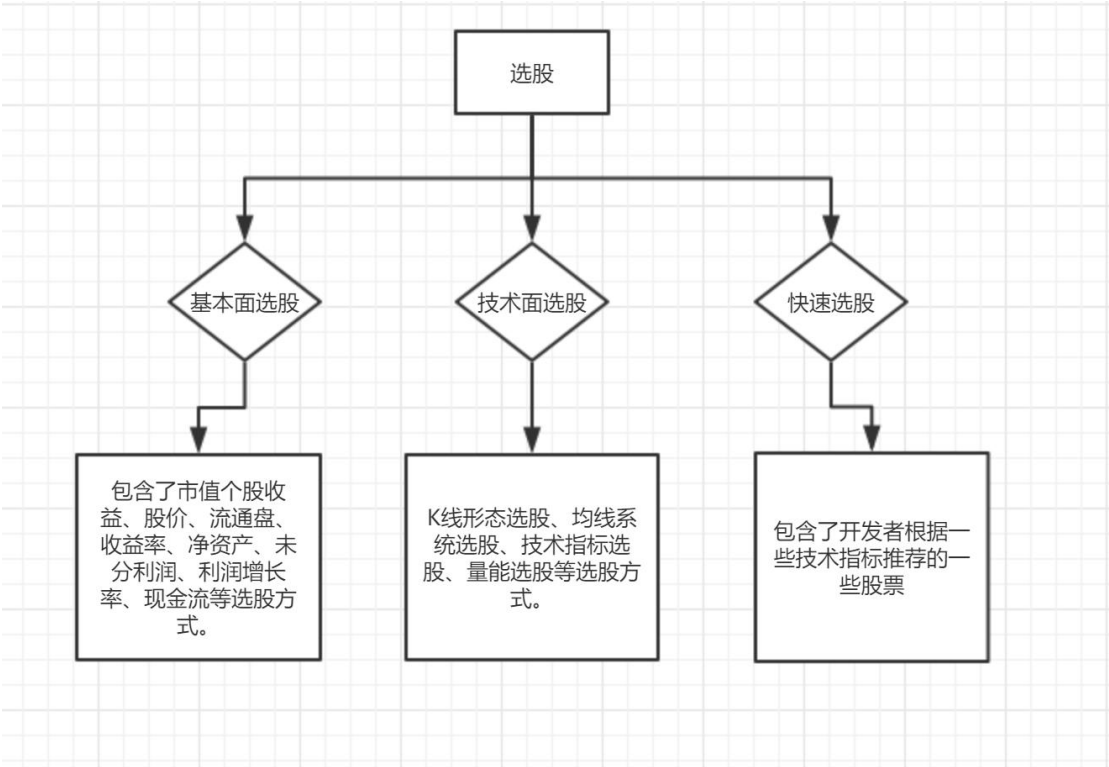 选股
基本面选股
技术面选股
快速选股
包含了市值个股收
益、股价、流通盘、
收益率、净资产、未
分利润、利润增长
率、现金流等选股方
式。
K线形态选股、均线系
统选股、技术指标选
股、量能选股等选股方
式。
包含了开发者根据一
些技术指标推荐的一
些股票